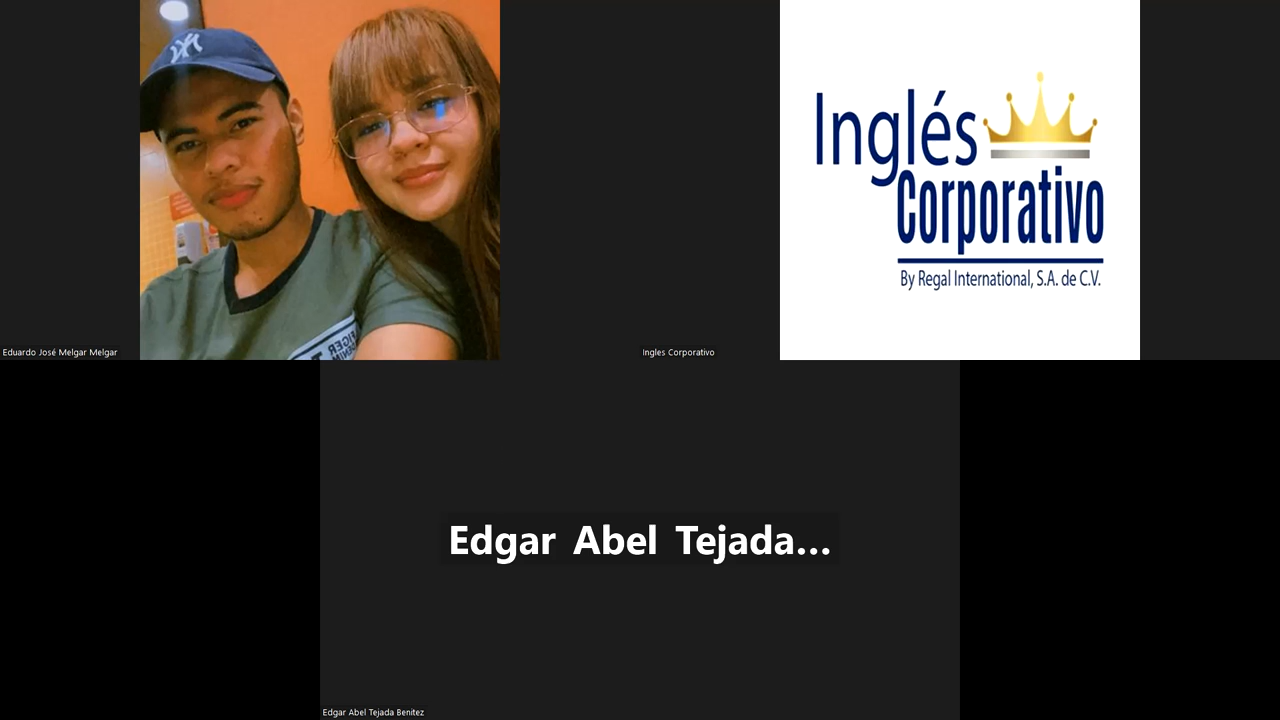 Inglés
Corporativo
By Regal International, S.A. de C.V.
Eduardo José Melgar Melgar
Ingles Corporativo
Edgar Abel Tejada...
Edgar Abel Tejada Benitez